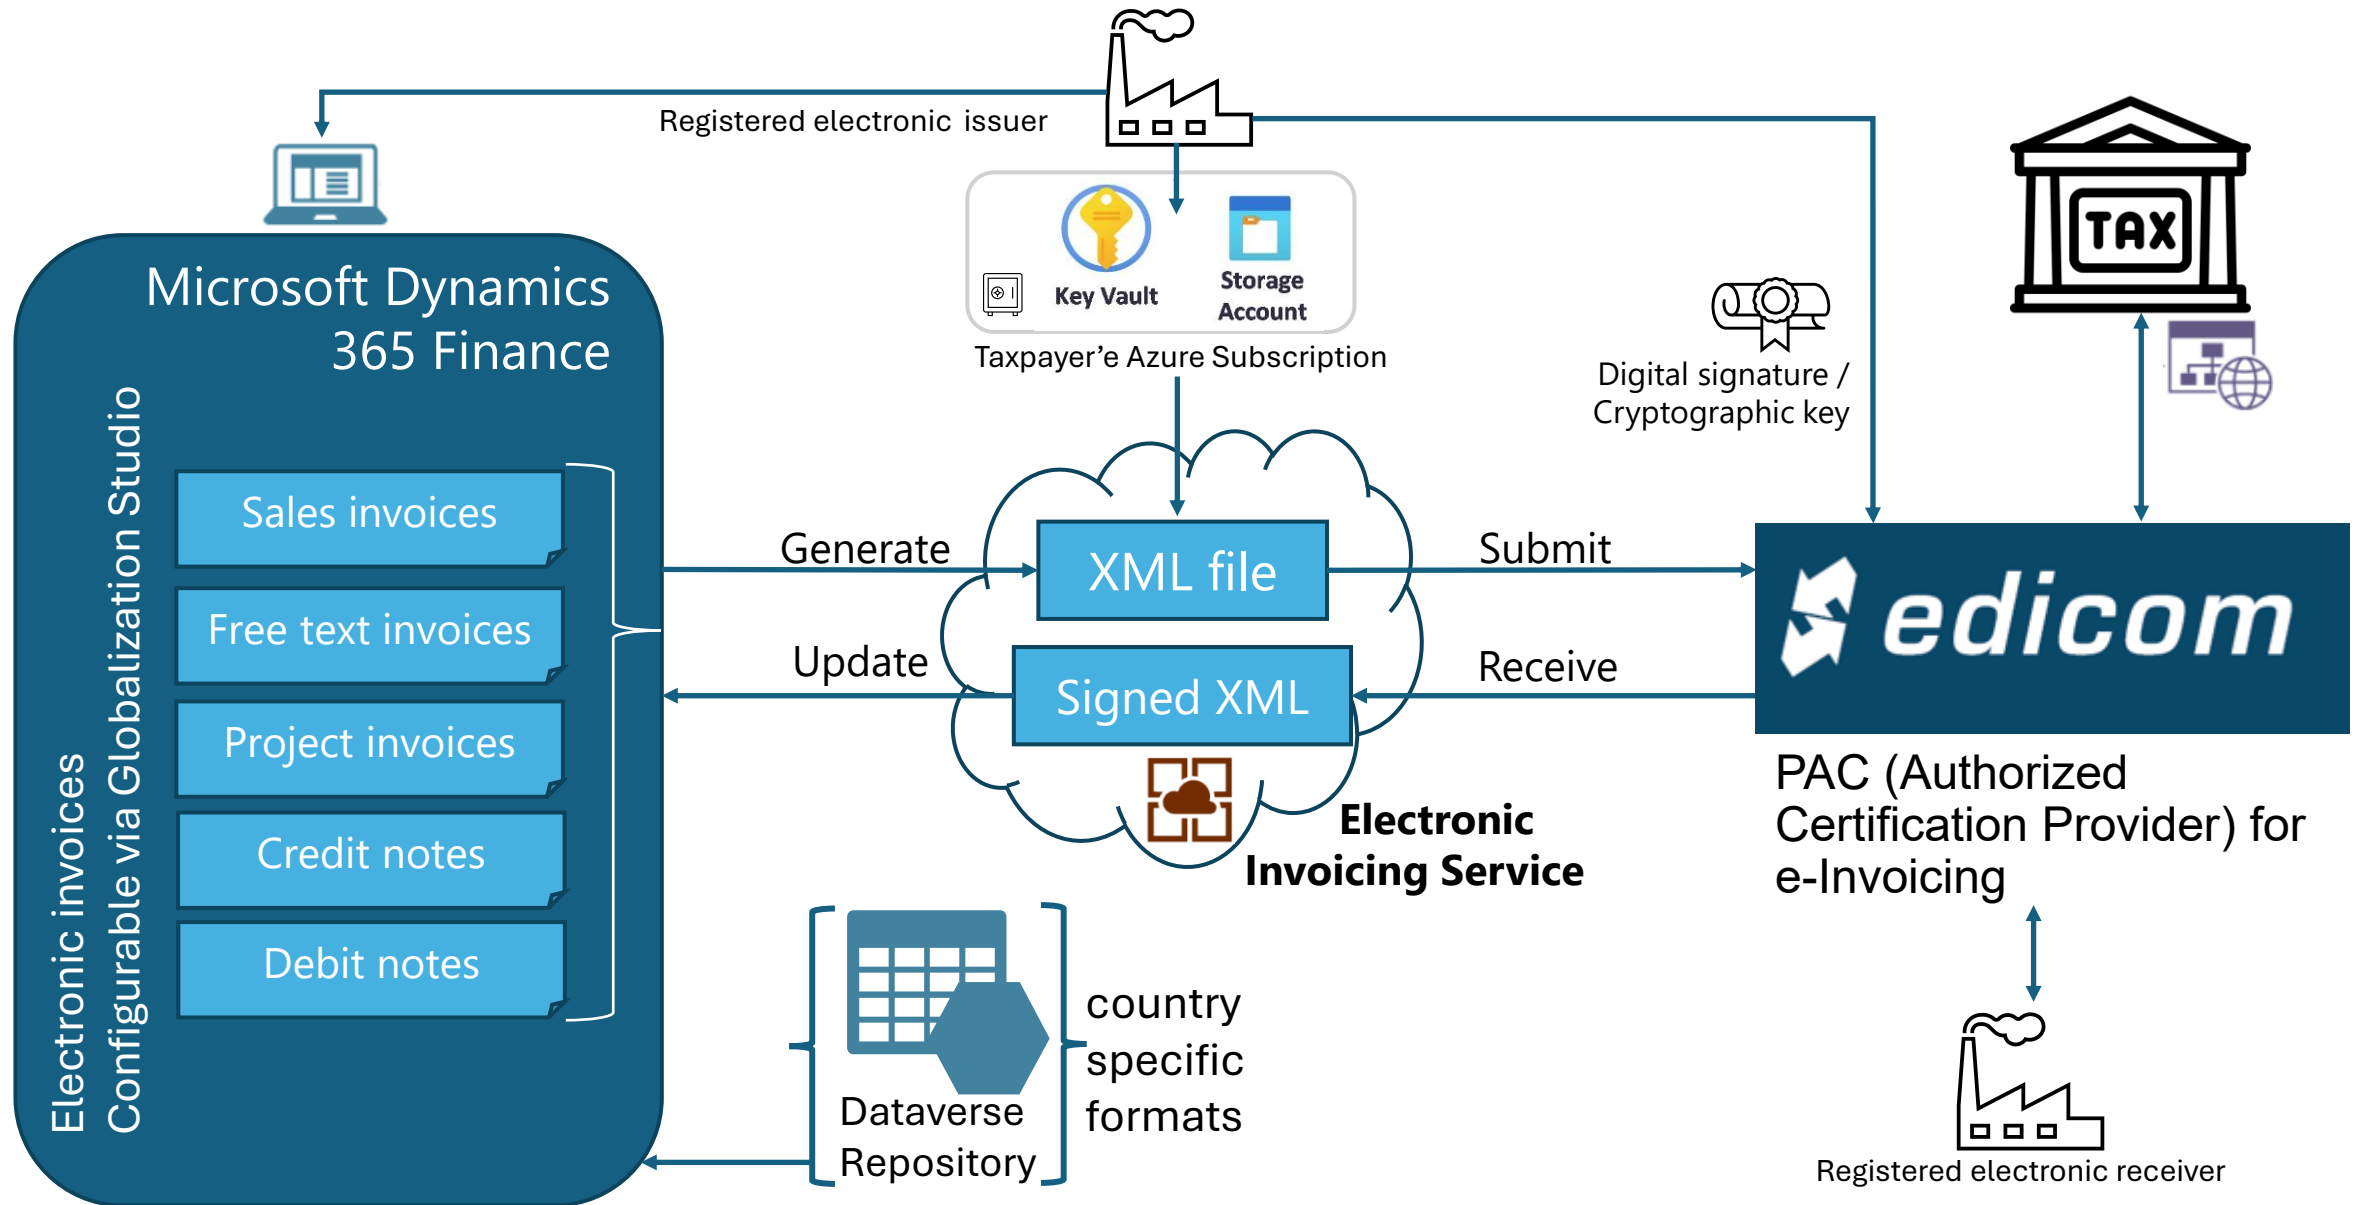 Registered electronic issuer
Microsoft Dynamics
365 Finance
Electronic invoices
Configurable via Globalization Studio
Sales invoices
Free text invoices
Project invoices
Credit notes
Debit notes
Key Vault
Storage
Account
Taxpayer’e Azure Subscription
Digital signature /
Cryptographic key
TAX
Generate
XML file
Submit
Update
Signed XML
Receive
edicom
Electronic
Invoicing Service
PAC (Authorized
Certification Provider) for
e-Invoicing
Dataverse
Repository
country
specific
formats
Registered electronic receiver